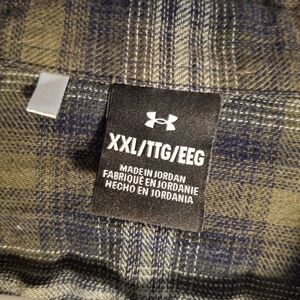 XXL/TTG/EEG
MADE IN JORDAN
FABRIQUÉ EN JORDANIE
HECHO EN JORDANIA